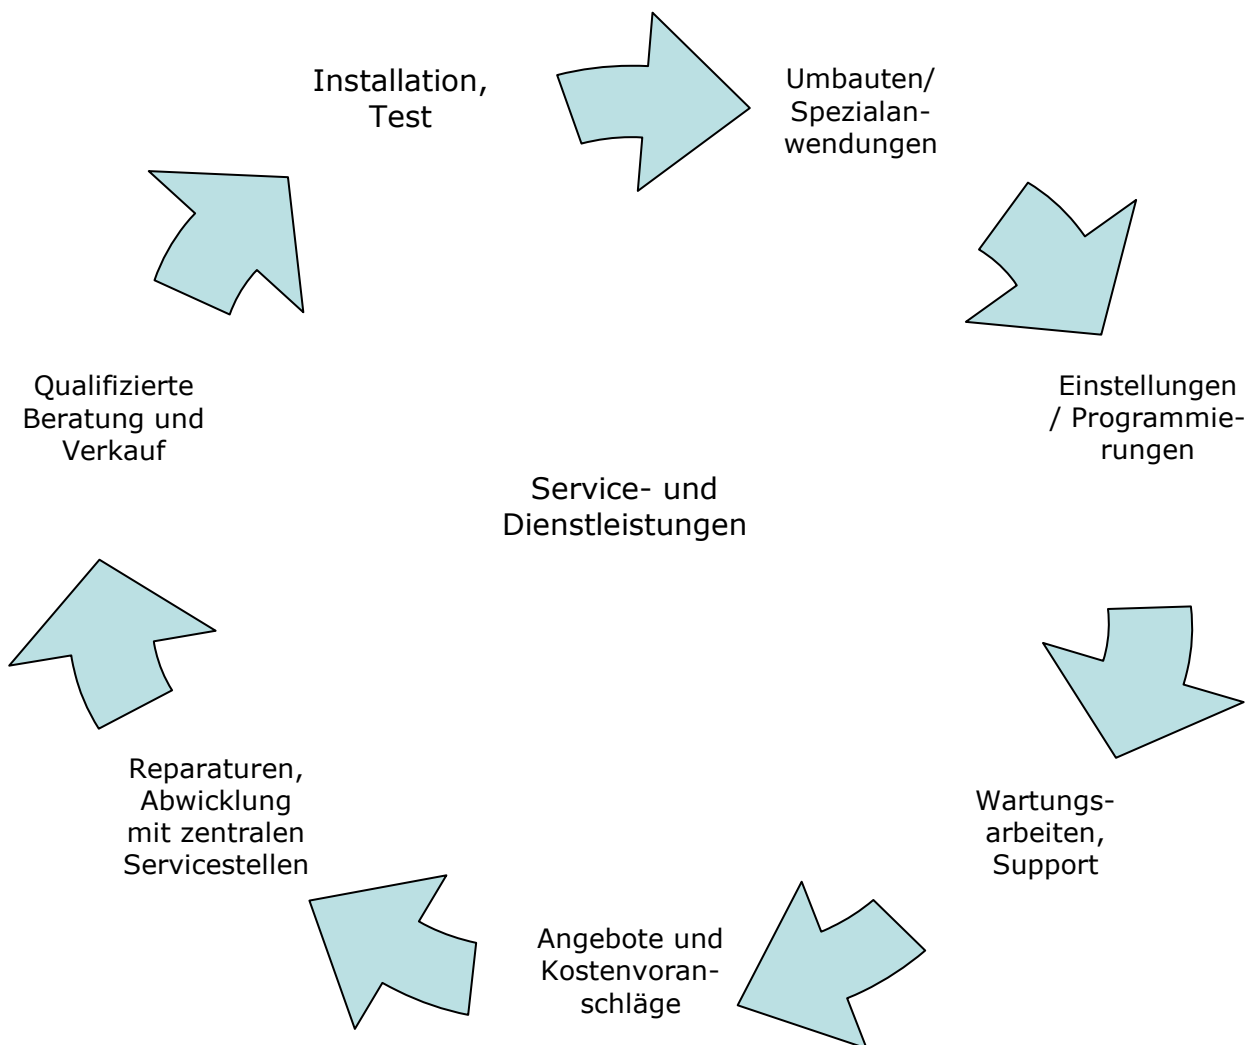 Installation,
Test
Umbauten/
Spezialan-
wendungen
Einstellungen
/ Programmie-
rungen
Wartungs-
arbeiten,
Support
Angebote und
Kostenvoran-
schläge
Reparaturen,
Abwicklung
mit zentralen
Servicestellen
Qualifizierte
Beratung und
Verkauf
Service- und
Dienstleistungen